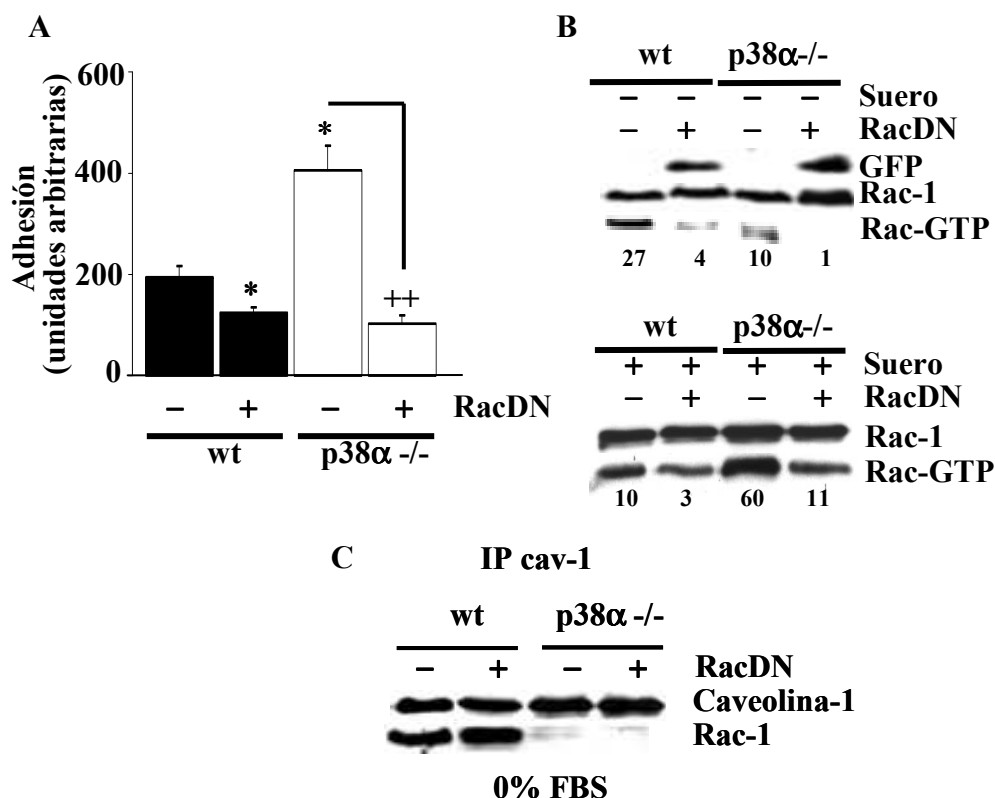 A
Adhesión
(unidades arbitrarias)
600
400
200
0
*
*
++
− + − + RacDN
wt p38α -/-
B
wt p38α-/-
− − − − Suero
− + − + RacDN
GFP
Rac-1
Rac-GTP
27 4 10 1
wt p38α-/-
+ + + + Suero
− + − + RacDN
Rac-1
Rac-GTP
10 3 60 11
C IP cav-1
wt p38α -/-
− + − + RacDN
Caveolina-1
Rac-1
0% FBS